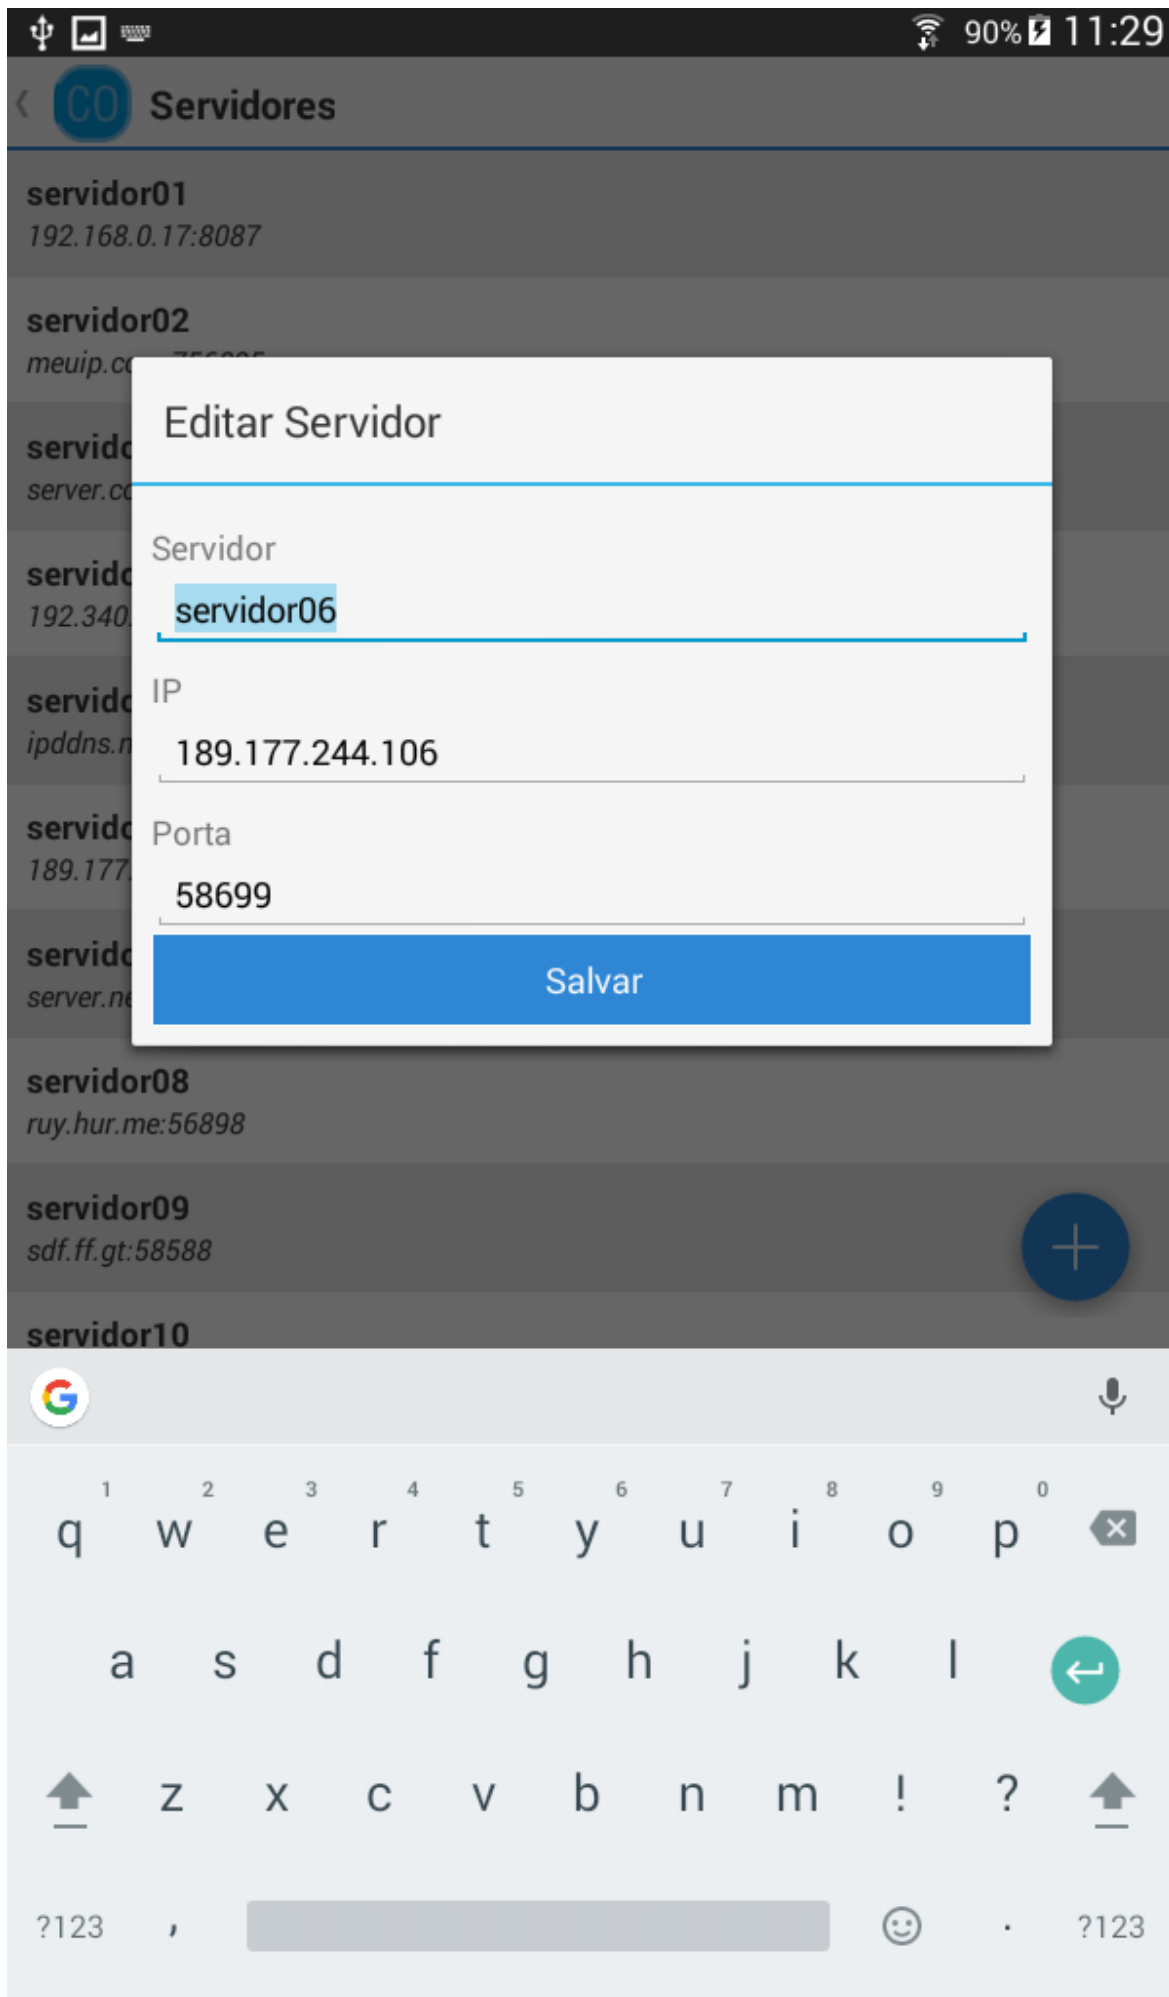 90% 11:29
CO Servidores
servidor01
192.168.0.17:8087
servidor02
Editar Servidor
Servidor
servidor06
IP
189.177.244.106
Porta
58699
Salvar
servidor08
ruy.hur.me:56898
servidor09
sdf.ff.gt:58588
servidor10
G
1 2 3 4 5 6 7 8 9 0
q w e r t y u i o p
a s d f g h j k l
z x c v b n m ! ?
?123 , . ?123